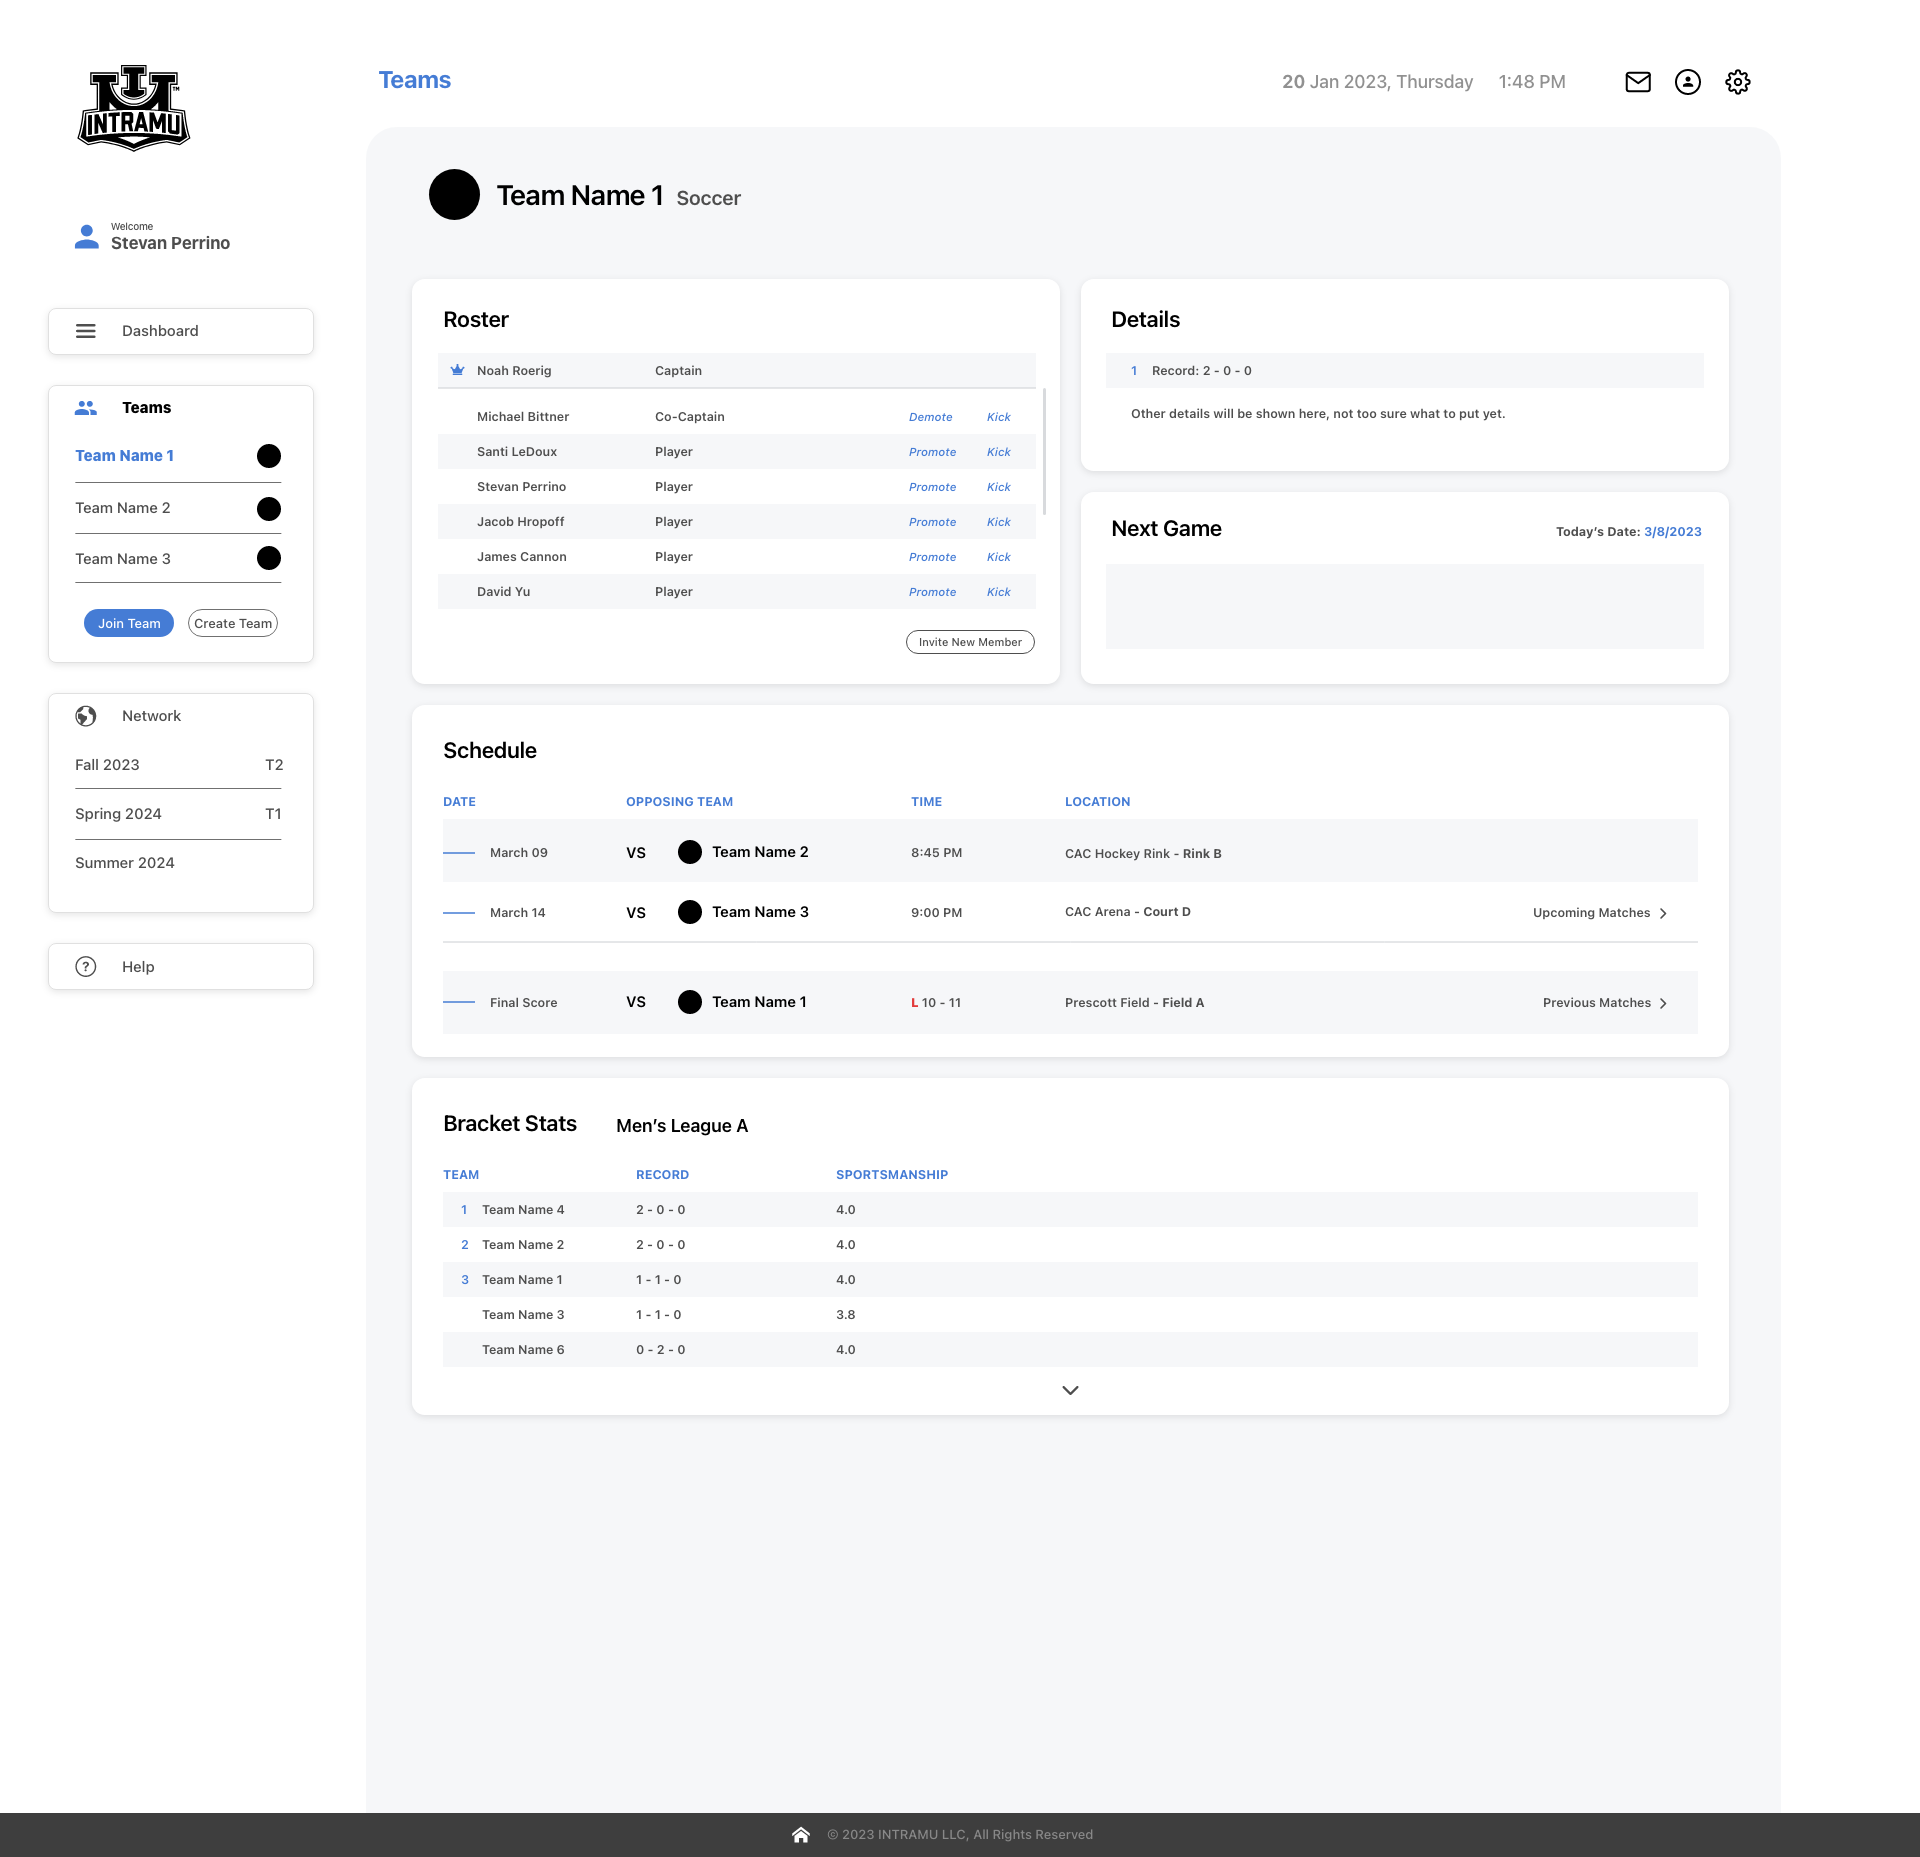 INTRAMU
TM
Teams
20 Jan 2023, Thursday 1:48 PM
Welcome
Stevan Perrino
Dashboard
Teams
Team Name 1
Team Name 2
Team Name 3
Join Team Create Team
Network
Fall 2023 T2
Spring 2024 T1
Summer 2024
? Help
Team Name 1 Soccer
Roster
Noah Roerig Captain
Michael Bittner Co-Captain Demote Kick
Santi LeDoux Player Promote Kick
Stevan Perrino Player Promote Kick
Jacob Hropoff Player Promote Kick
James Cannon Player Promote Kick
David Yu Player Promote Kick
Invite New Member
Details
1 Record: 2 - 0 - 0
Other details will be shown here, not too sure what to put yet.
Next Game Today's Date: 3/8/2023
Schedule
DATE OPPOSING TEAM TIME LOCATION
March 09 VS Team Name 2 8:45 PM CAC Hockey Rink - Rink B
March 14 VS Team Name 3 9:00 PM CAC Arena - Court D Upcoming Matches
Final Score VS Team Name 1 L 10 - 11 Prescott Field - Field A Previous Matches
Bracket Stats Men's League A
TEAM RECORD SPORTSMANSHIP
1 Team Name 4 2 - 0 - 0 4.0
2 Team Name 2 2 - 0 - 0 4.0
3 Team Name 1 1 - 1 - 0 4.0
Team Name 3 1 - 1 - 0 3.8
Team Name 6 0 - 2 - 0 4.0
© 2023 INTRAMU LLC, All Rights Reserved